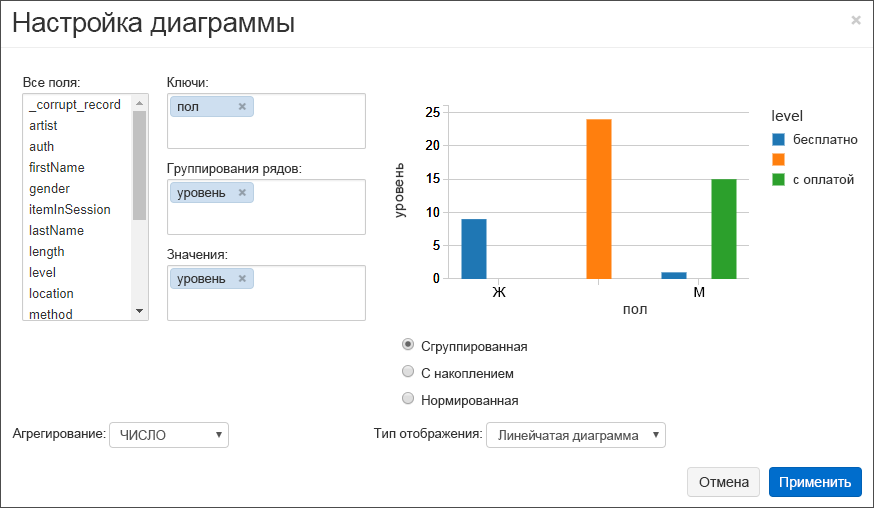 Настройка диаграммы
×
Все поля:
_corrupt_record
artist
auth
firstName
gender
itemInSession
lastName
length
level
location
method
Ключи:
пол ×
Группирования рядов:
уровень ×
Значения:
уровень ×
уровень
25
20
15
10
5
0
Ж
М
пол
level
бесплатно
с оплатой
Сгруппированная
С накоплением
Нормированная
Агрегирование: ЧИСЛО
Тип отображения: Линейчатая диаграмма
Отмена
Применить